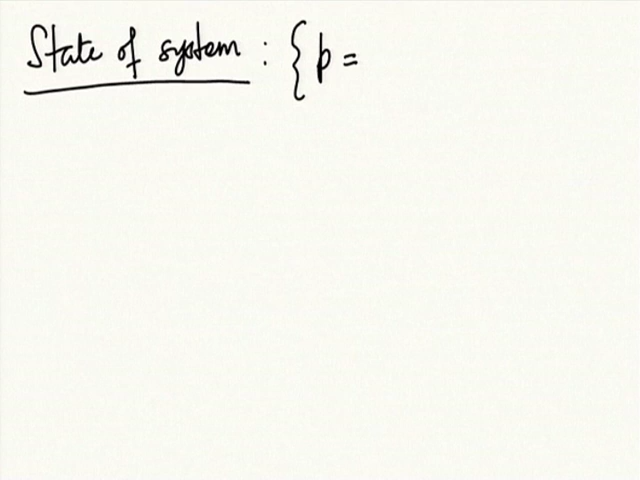 State of system : { p =